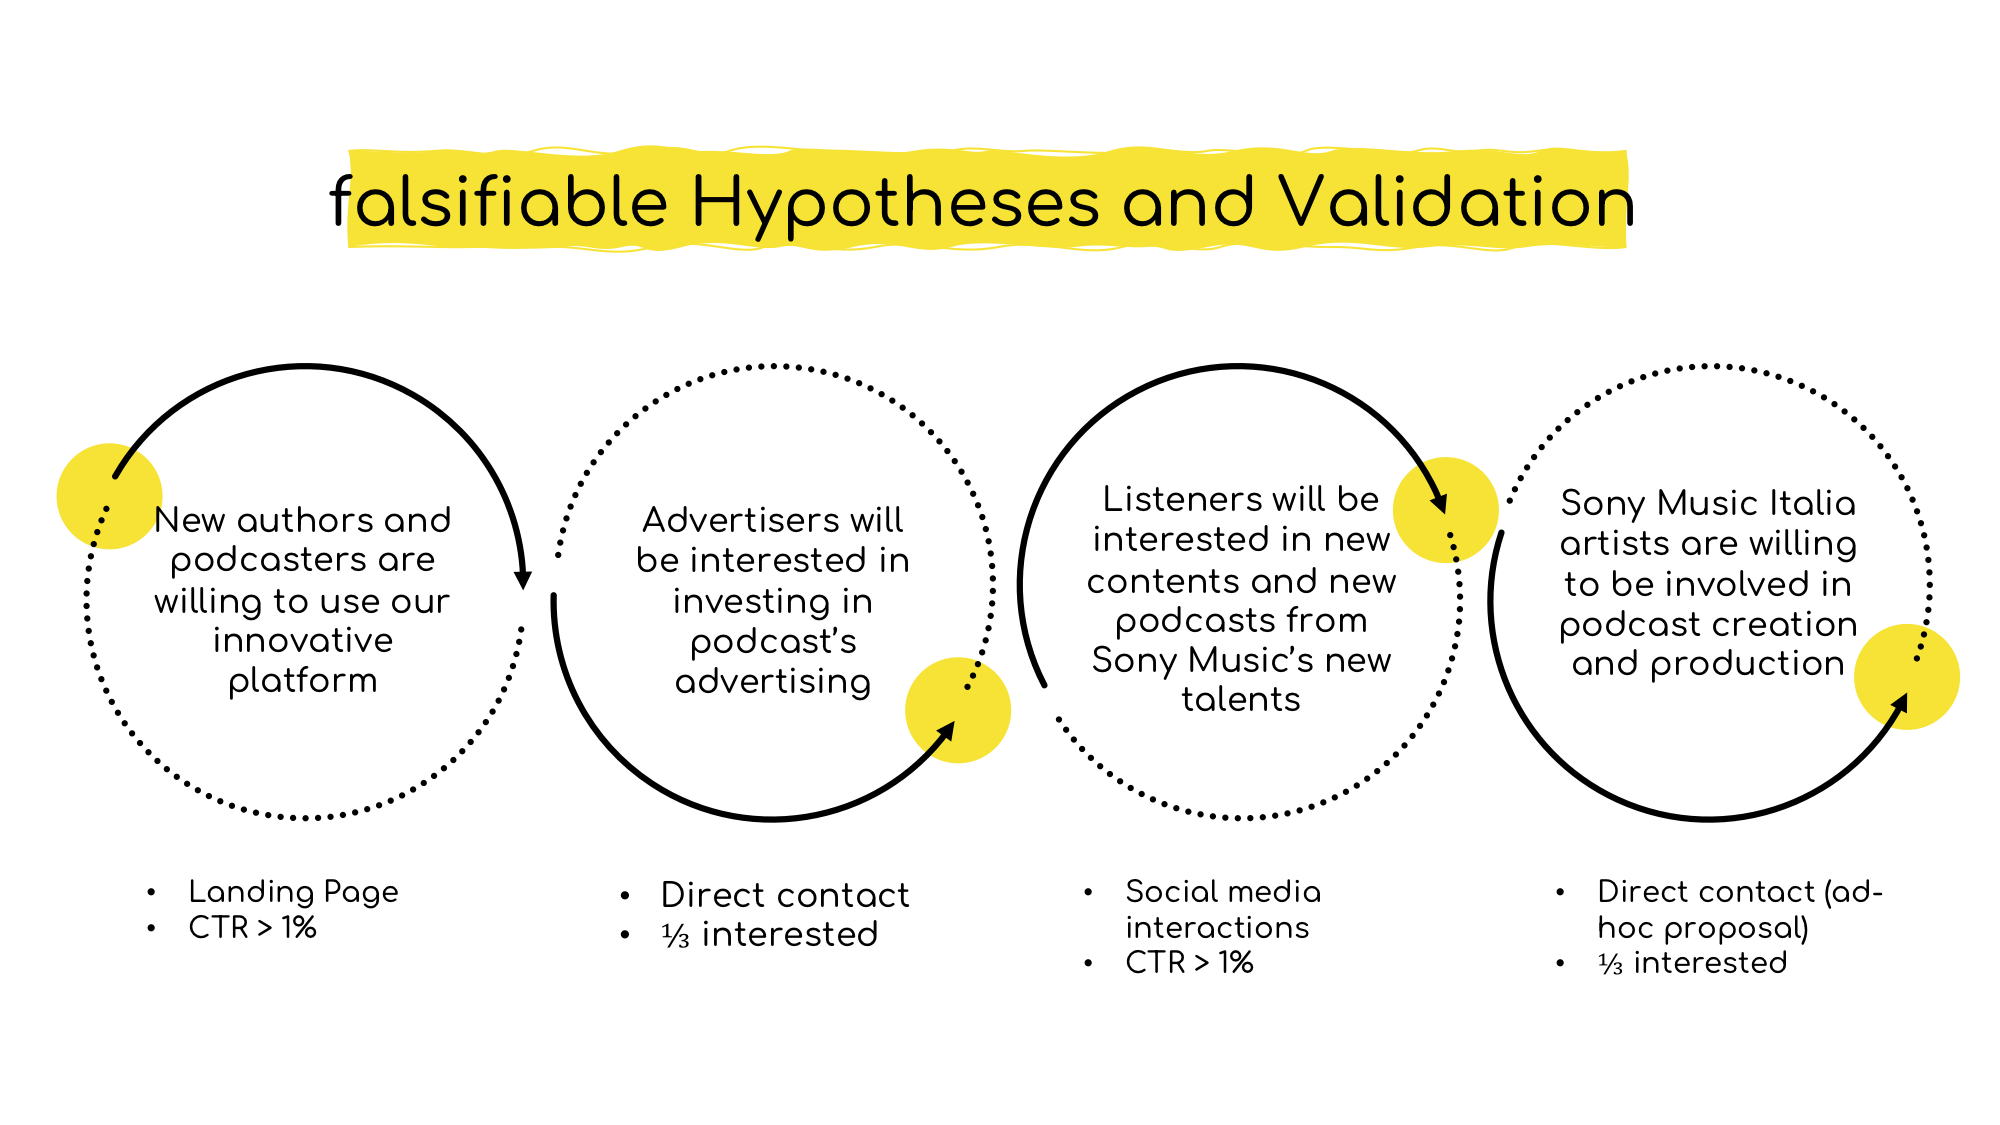 falsifiable Hypotheses and Validation
New authors and
podcasters are
willing to use our
innovative
platform
Advertisers will
be interested in
investing in
podcast’s
advertising
Listeners will be
interested in new
contents and new
podcasts from
Sony Music’s new
talents
Sony Music Italia
artists are willing
to be involved in
podcast creation
and production
• Landing Page
• CTR > 1%
• Direct contact
• ⅓ interested
• Social media
interactions
• CTR > 1%
• Direct contact (ad-
hoc proposal)
• ⅓ interested